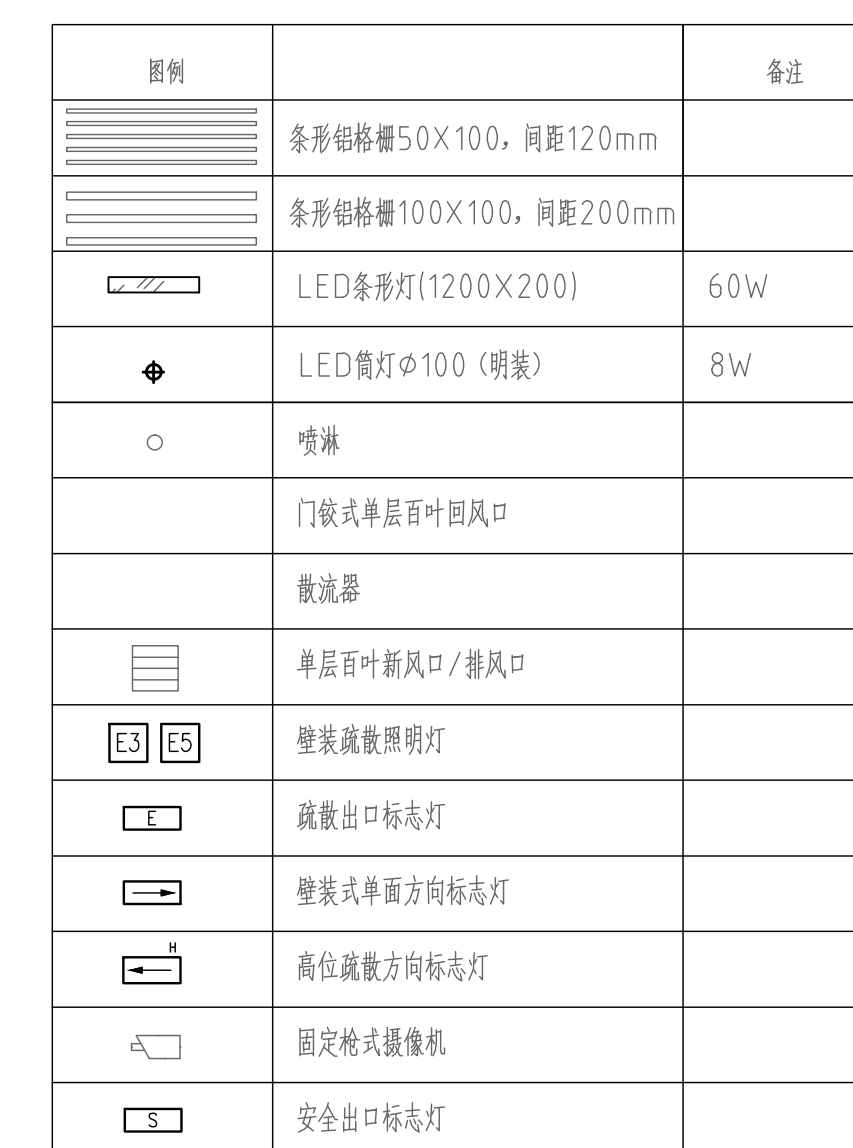 图例 备注
条形铝格栅50X100，间距120mm
条形铝格栅100X100，间距200mm
LED条形灯(1200X200) 60W
LED筒灯Φ100（明装） 8W
喷淋
门铰式单层百叶回风口
散流器
单层百叶新风口/排风口
E3 E5 壁装疏散照明灯
E 疏散出口标志灯
壁装式单面方向标志灯
H
高位疏散方向标志灯
固定枪式摄像机
S 安全出口标志灯